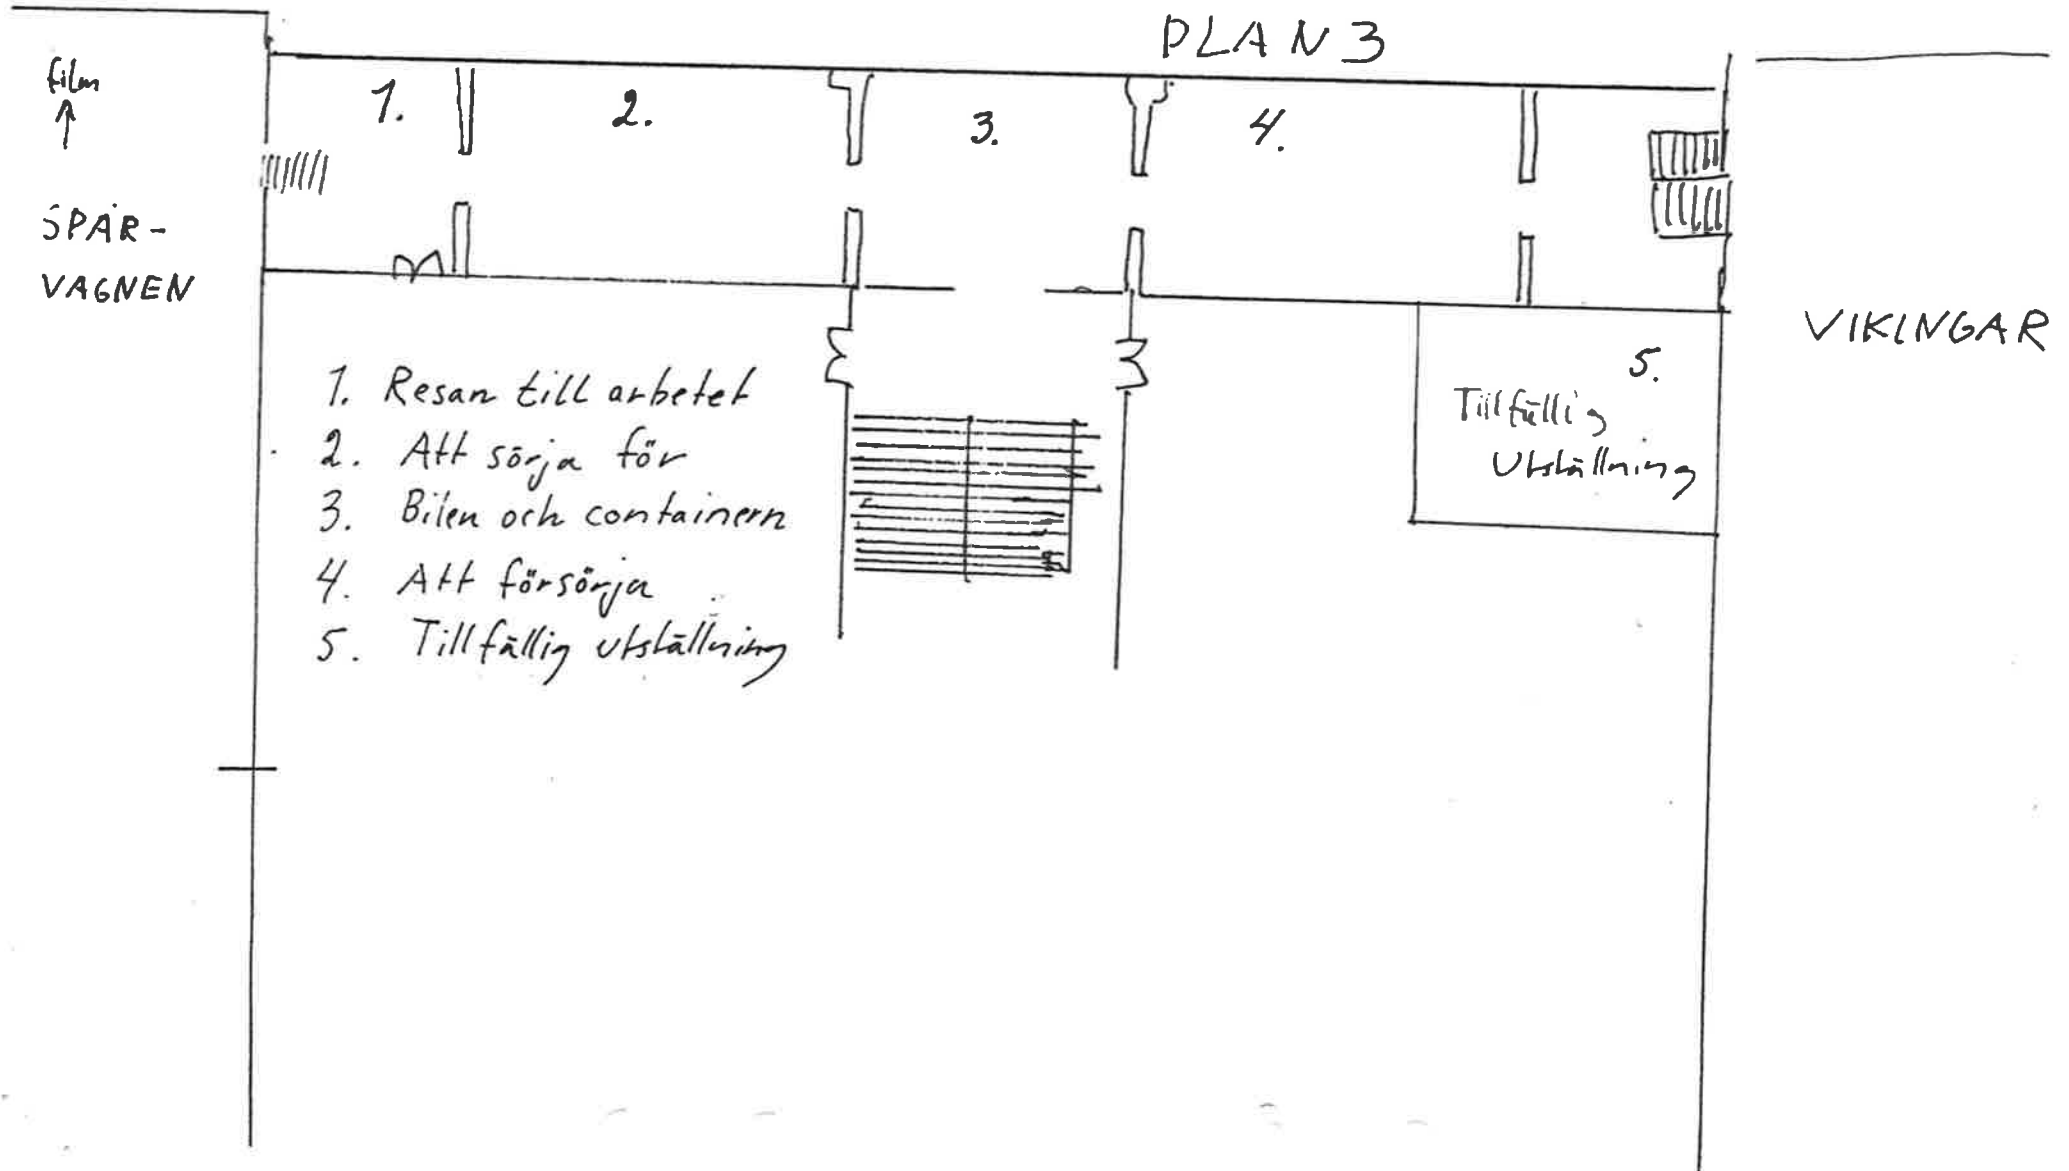 PLAN 3
film
1.
2.
3.
4.
SPÅR-
VAGNEN
VIKINGAR
5.
Tillfällig
Utställning
1. Resan till arbetet
2. Att sörja för
3. Bilen och containern
4. Att försörja
5. Tillfällig utställning